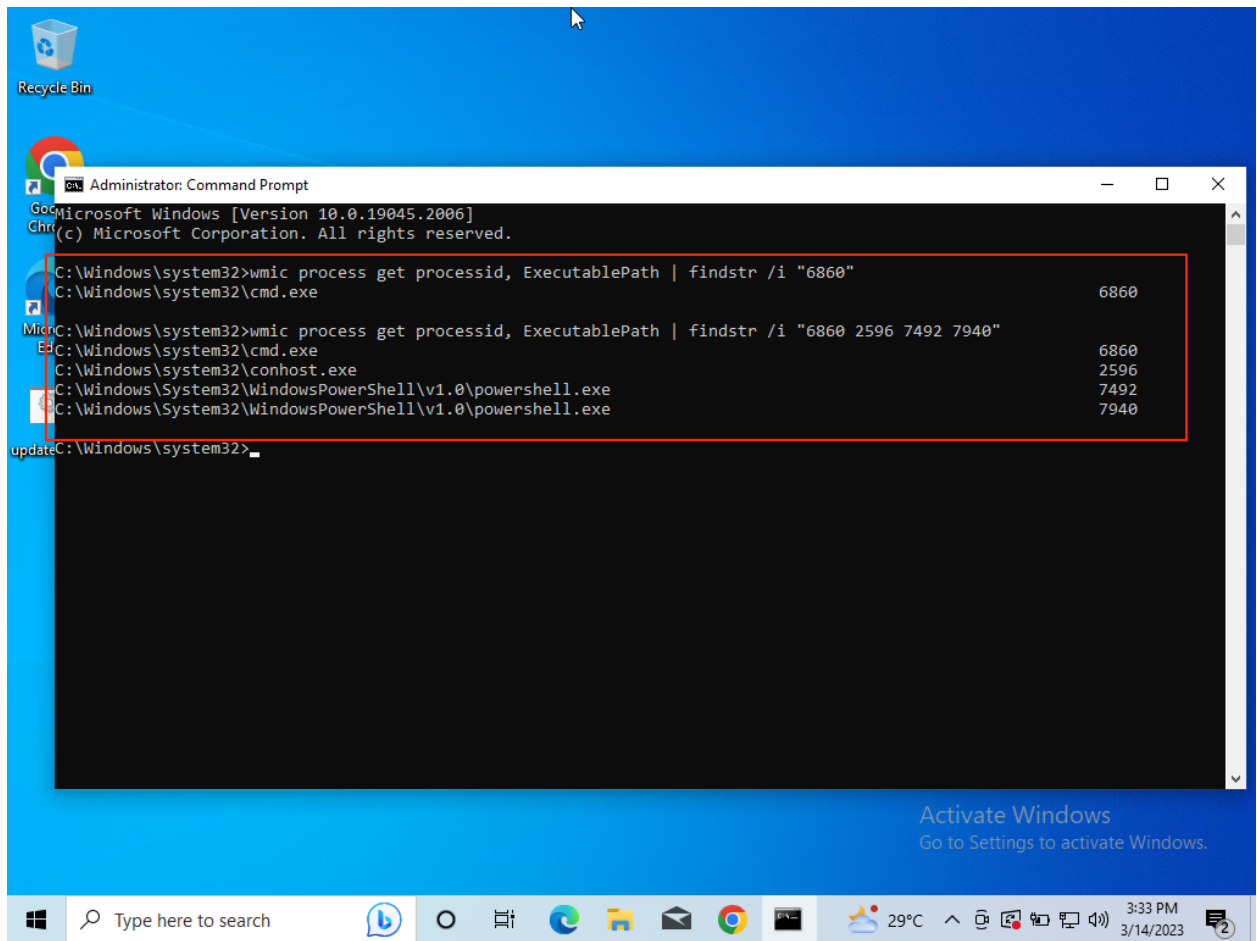 Recycle Bin
Administrator: Command Prompt
Microsoft Windows [Version 10.0.19045.2006]
(c) Microsoft Corporation. All rights reserved.
C:\Windows\system32>wmic process get processid, ExecutablePath | findstr /i "6860"
C:\Windows\system32\cmd.exe 6860
C:\Windows\system32>wmic process get processid, ExecutablePath | findstr /i "6860 2596 7492 7940"
C:\Windows\system32\cmd.exe 6860
C:\Windows\system32\conhost.exe 2596
C:\Windows\System32\WindowsPowerShell\v1.0\powershell.exe 7492
C:\Windows\System32\WindowsPowerShell\v1.0\powershell.exe 7940
C:\Windows\system32>
update
Activate Windows
Go to Settings to activate Windows.
Type here to search
29°C
3:33 PM
3/14/2023
2